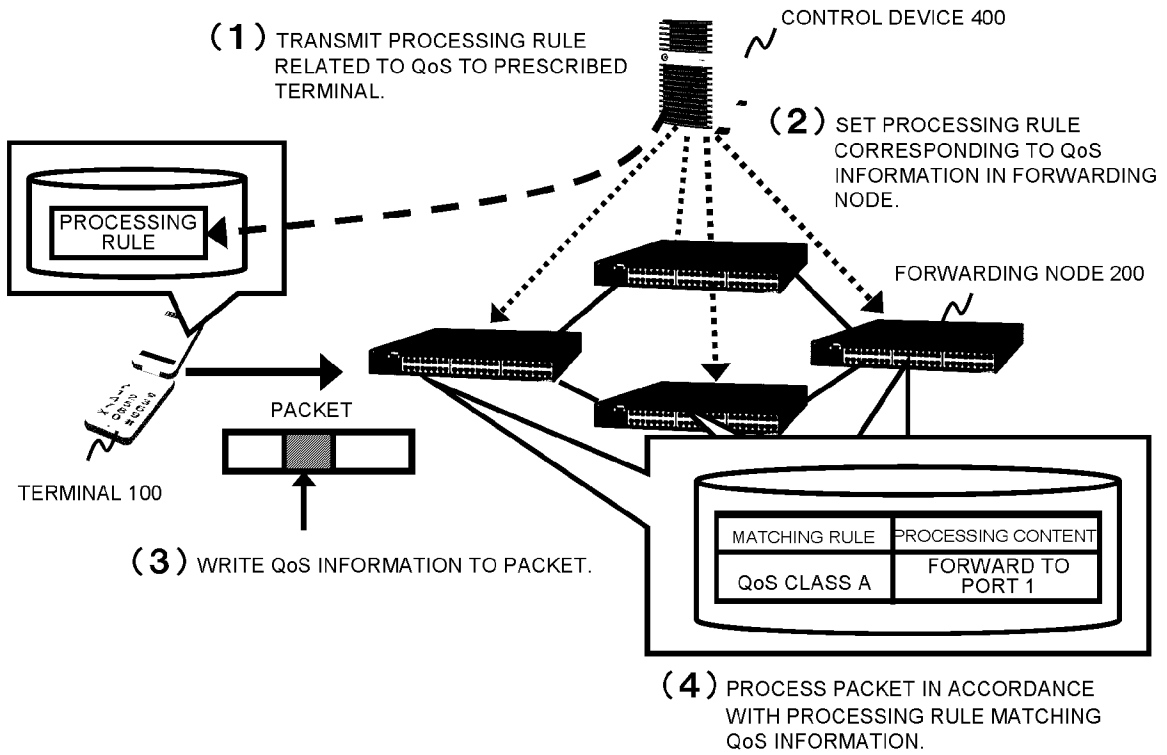 CONTROL DEVICE 400
(1) TRANSMIT PROCESSING RULE
RELATED TO QoS TO PRESCRIBED
TERMINAL.
(2) SET PROCESSING RULE
CORRESPONDING TO QoS
INFORMATION IN FORWARDING
NODE.
PROCESSING
RULE
FORWARDING NODE 200
PACKET
TERMINAL 100
(3) WRITE QoS INFORMATION TO PACKET.
MATCHING RULE
PROCESSING CONTENT
QoS CLASS A
FORWARD TO
PORT 1
(4) PROCESS PACKET IN ACCORDANCE
WITH PROCESSING RULE MATCHING
QoS INFORMATION.